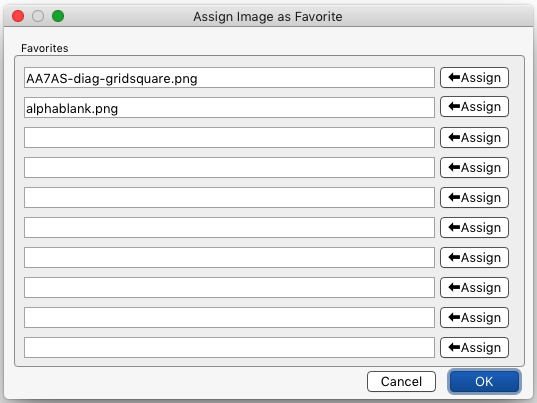 Assign Image as Favorite
Favorites
AA7AS-diag-gridsquare.png
⬅Assign
alphablank.png
⬅Assign
⬅Assign
⬅Assign
⬅Assign
⬅Assign
⬅Assign
⬅Assign
⬅Assign
⬅Assign
Cancel
OK